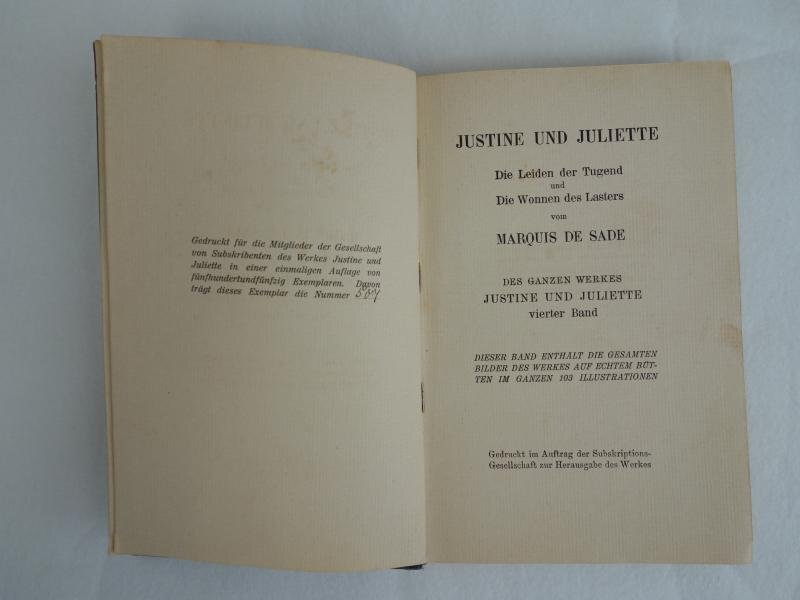 Gedruckt für die Mitglieder der Gesellschaft
von Subskribenten des Werkes Justine und
Juliette in einer einmaligen Auflage von
fünfhundertundfünfzig Exemplaren. Davon
trägt dieses Exemplar die Nummer 507
JUSTINE UND JULIETTE
Die Leiden der Tugend
und
Die Wonnen des Lasters
vom
MARQUIS DE SADE
DES GANZEN WERKES
JUSTINE UND JULIETTE
vierter Band
DIESER BAND ENTHÄLT DIE GESAMTEN
BILDER DES WERKES AUF ECHTEM BÜT-
TEN IM GANZEN 103 ILLUSTRATIONEN
Gedruckt im Auftrag der Subskriptions-
Gesellschaft zur Herausgabe des Werkes